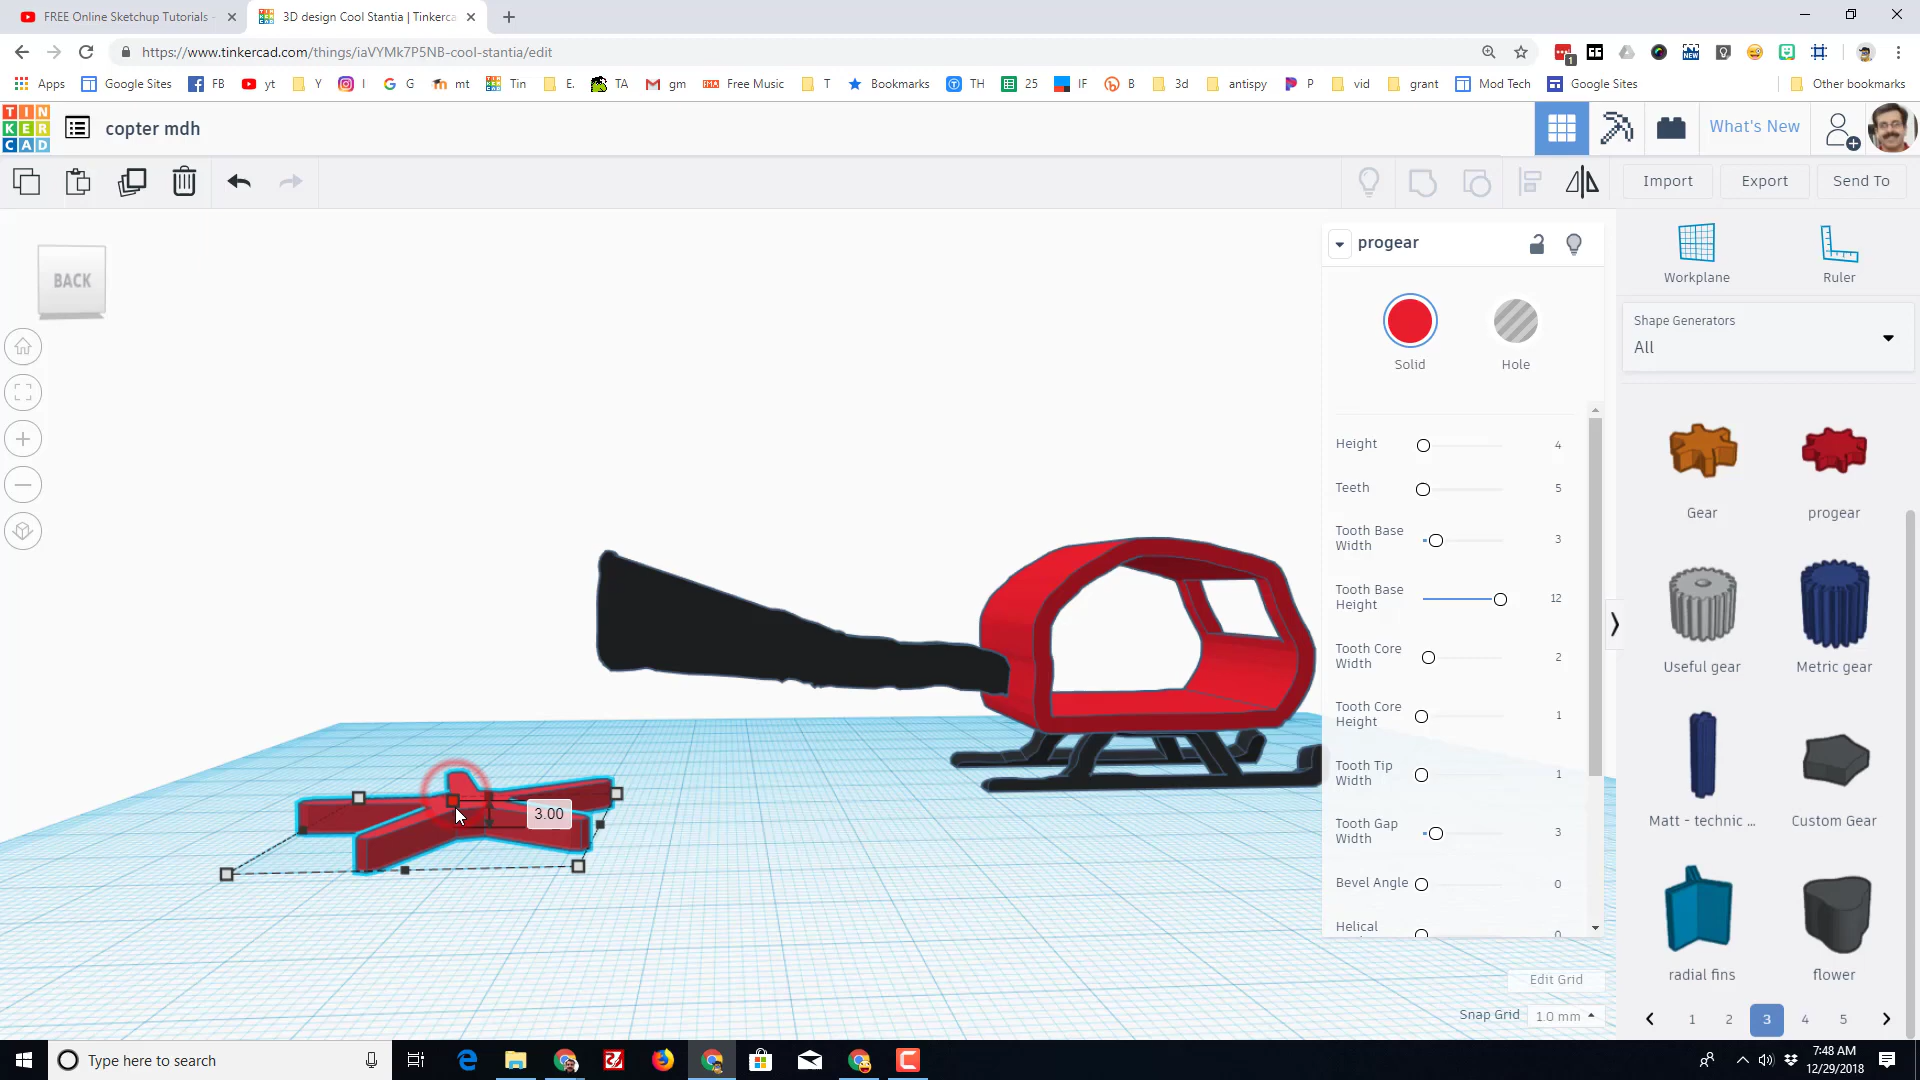 FREE Online Sketchup Tutorials -
3D design Cool Stantia | Tinkerca
https://www.tinkercad.com/things/iaVYMk7P5NB-cool-stantia/edit
1
Apps Google Sites FB yt Y I G mt Tin E. TA gm Free Music T Bookmarks TH 25 IF B 3d antispy P vid grant Mod Tech Google Sites Other bookmarks
TIN
KER
CAD
copter mdh
What's New
Import Export Send To
BACK
progear
Solid Hole
Height 4
Teeth 5
Tooth Base
Width 3
Tooth Base
Height 12
Tooth Core
Width 2
Tooth Core
Height 1
Tooth Tip
Width 1
Tooth Gap
Width 3
Bevel Angle 0
Helical 0
3.00
Edit Grid
Snap Grid 1.0 mm
Workplane Ruler
Shape Generators
All
Gear progear
Useful gear Metric gear
Matt - technic ... Custom Gear
radial fins flower
1 2 3 4 5
Type here to search
7:48 AM
12/29/2018